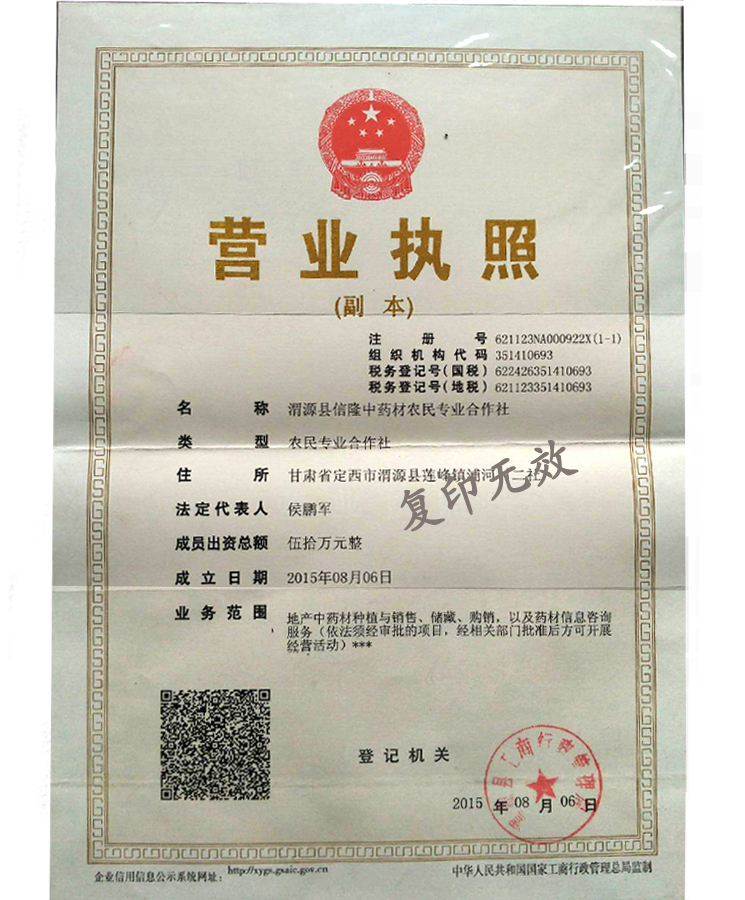 营业执照
(副 本)
注册号 621123NA000922X(1-1)
组织机构代码 351410693
税务登记号(国税) 622426351410693
税务登记号(地税) 621123351410693
名称 渭源县信隆中药材农民专业合作社
类型 农民专业合作社
住所 甘肃省定西市渭源县莲峰镇浦河 二社
复印无效
法定代表人 侯鹏军
成员出资总额 伍拾万元整
成立日期 2015年08月06日
业务范围 地产中药材种植与销售、储藏、购销，以及药材信息咨询
服务（依法须经审批的项目，经相关部门批准后方可开展
经营活动）***
登记机关
县工商行政管理
2015 年 08 月 06 日
企业信用信息公示系统网址： http://xygs.gsaic.gov.cn
中华人民共和国国家工商行政管理总局监制